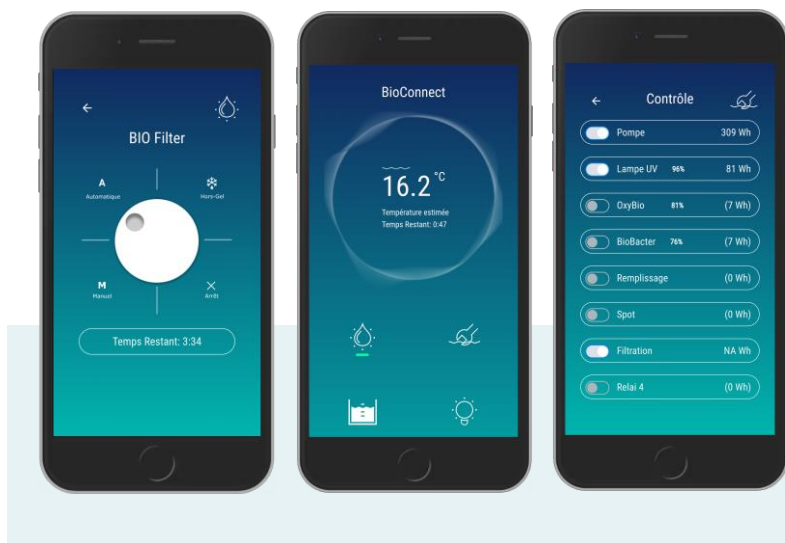 BIO Filter
A
Automatique
Hors-Gel
M
Manuel
Arrêt
Temps Restant: 3:34
BioConnect
16.2 °C
Température estimée
Temps Restant: 0:47
Contrôle
Pompe 309 Wh
Lampe UV 96% 81 Wh
OxyBio 81% (7 Wh)
BioBacter 76% (7 Wh)
Remplissage (0 Wh)
Spot (0 Wh)
Filtration NA Wh
Relai 4 (0 Wh)